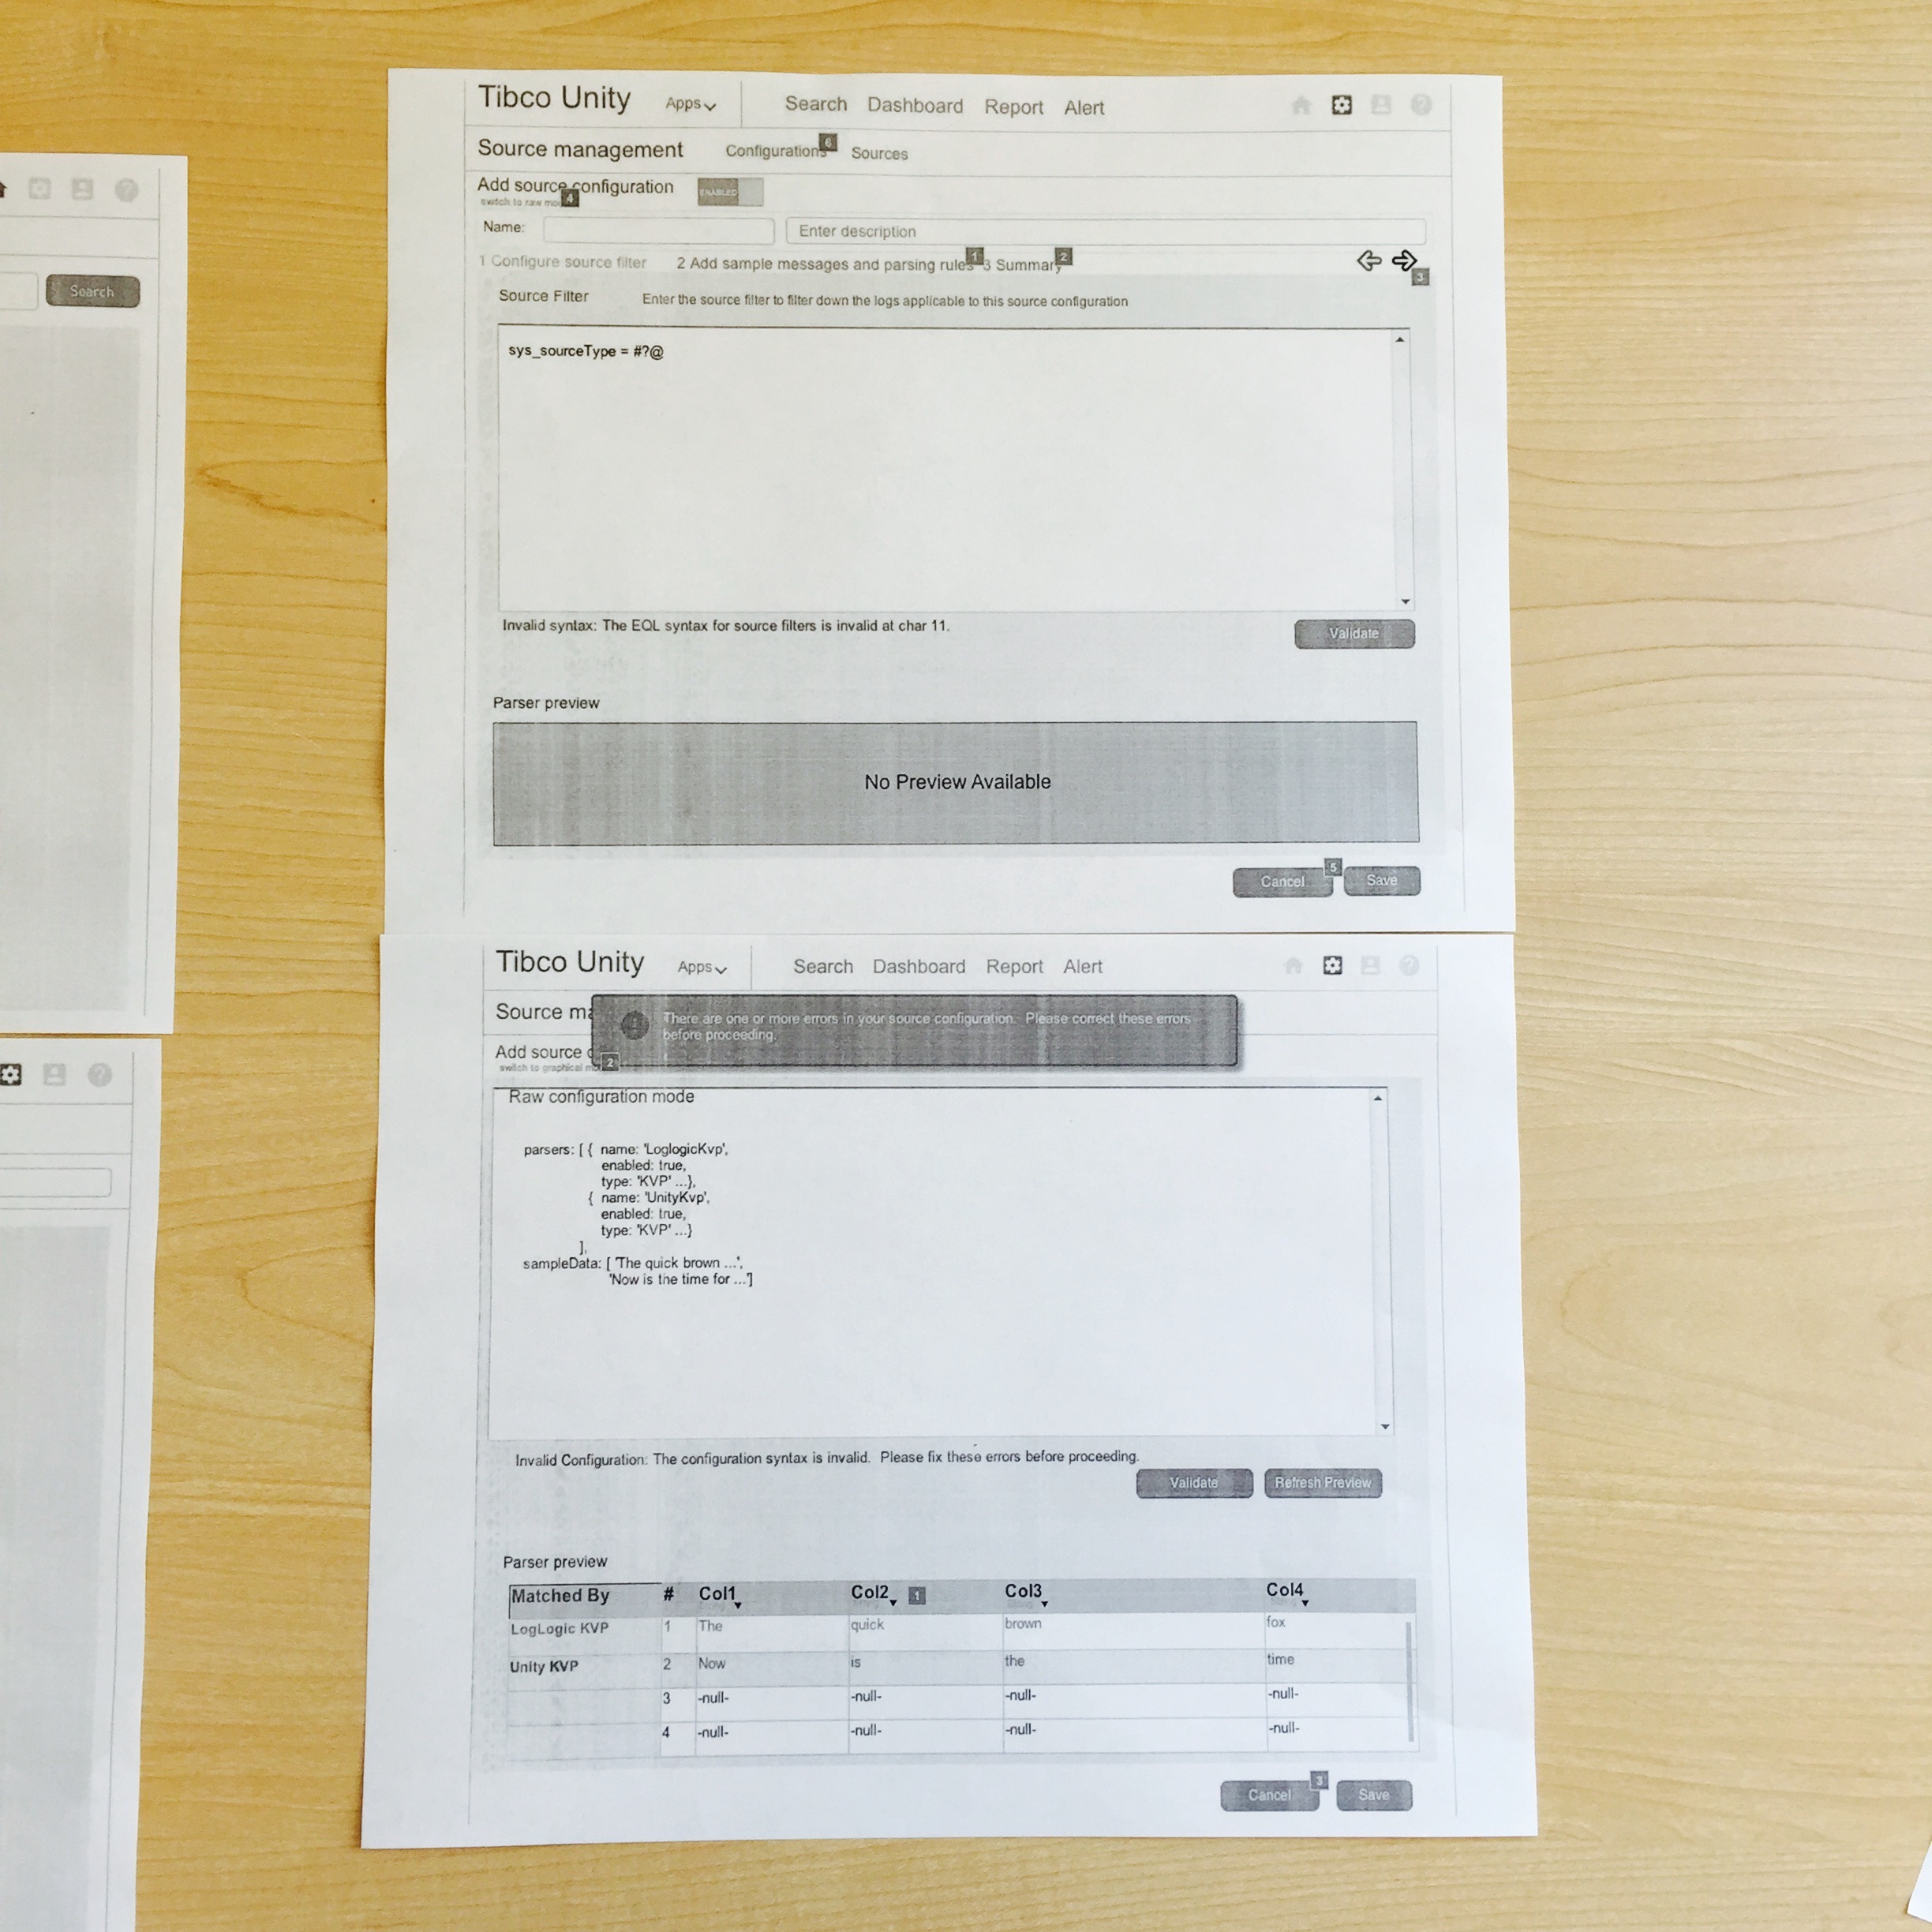 Search
Tibco Unity Apps Search Dashboard Report Alert
Source management Configurations 6 Sources
Add source configuration ENABLED
switch to raw 4
Name: Enter description
1 Configure source filter 2 Add sample messages and parsing rules 1 3 Summary 2
3
Source Filter Enter the source filter to filter down the logs applicable to this source configuration
sys_sourceType = #?@
Invalid syntax: The EQL syntax for source filters is invalid at char 11.
Validate
Parser preview
No Preview Available
5
Cancel Save
Tibco Unity Apps Search Dashboard Report Alert
Source
There are one or more errors in your source configuration. Please correct these errors
before proceeding.
Add source
switch to graphical 2
Raw configuration mode
parsers: [ { name: 'LoglogicKvp',
enabled: true,
type: 'KVP' ...},
{ name: 'UnityKvp',
enabled: true,
type: 'KVP' ...}
],
sampleData: [ 'The quick brown ...',
'Now is the time for ...']
Invalid Configuration: The configuration syntax is invalid. Please fix these errors before proceeding.
Validate Refresh Preview
Parser preview
Matched By # Col1 Col2 1 Col3 Col4
LogLogic KVP 1 The quick brown fox
Unity KVP 2 Now is the time
3 -null- -null- -null- -null-
4 -null- -null- -null- -null-
3
Cancel Save